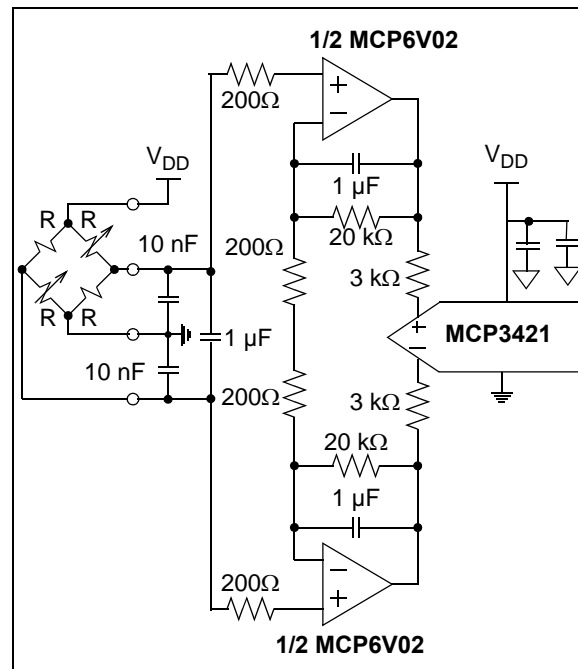 1/2 MCP6V02
+
−
200Ω
V_DD
1 µF
V_DD
R R
10 nF
200Ω
20 kΩ
3 kΩ
R R
1 µF
+
−
MCP3421
10 nF
200Ω
3 kΩ
20 kΩ
1 µF
200Ω
−
+
1/2 MCP6V02